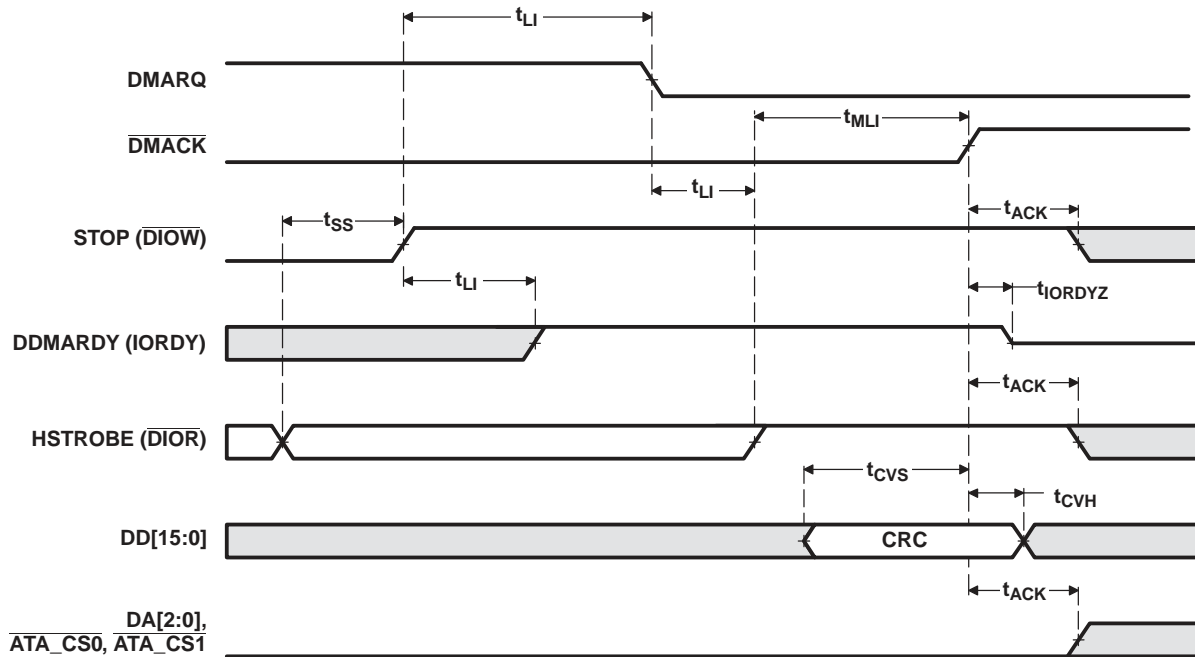 tLI
DMARQ
tMLI
DMACK
tLI
tSS
tACK
STOP (DIOW)
tLI
tIORDYZ
DDMARDY (IORDY)
tACK
HSTROBE (DIOR)
tCVS
tCVH
DD[15:0]
CRC
tACK
DA[2:0],
ATA_CS0, ATA_CS1